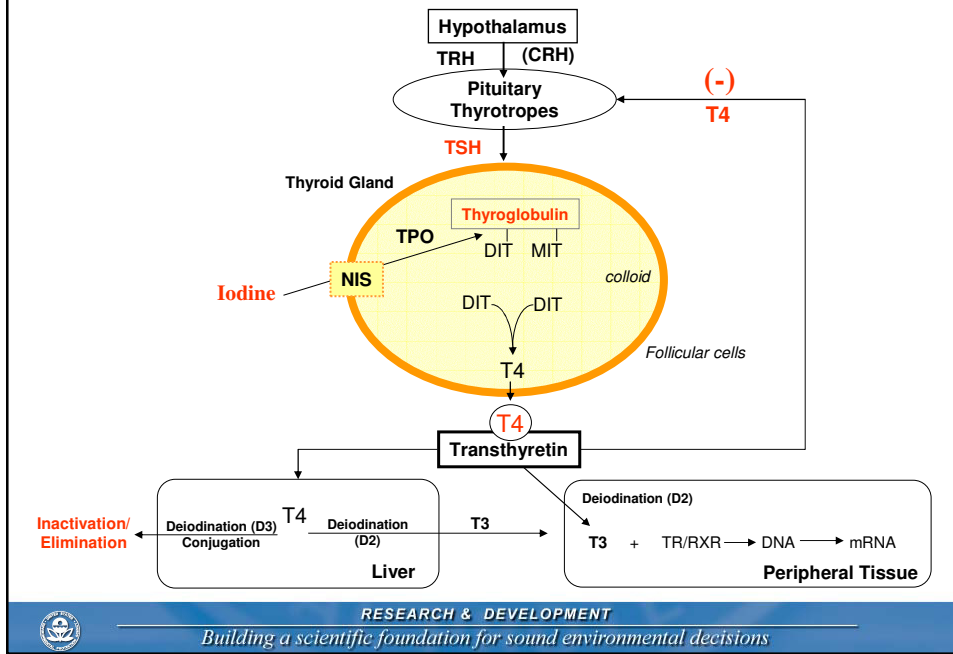 Hypothalamus
TRH (CRH)
Pituitary
Thyrotropes
(-)
T4
TSH
Thyroid Gland
Thyroglobulin
TPO
DIT MIT
NIS
Iodine
colloid
DIT DIT
Follicular cells
T4
T4
Transthyretin
Inactivation/
Elimination
Deiodination (D3)
Conjugation
T4
Deiodination
(D2)
T3
Liver
Deiodination (D2)
T3 + TR/RXR DNA mRNA
Peripheral Tissue
RESEARCH & DEVELOPMENT
Building a scientific foundation for sound environmental decisions